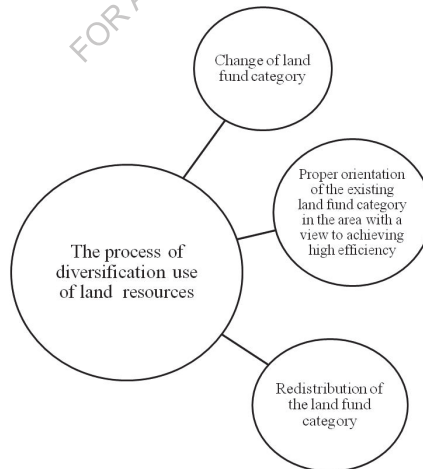 FOR A
Change of land
fund category
Proper orientation
of the existing
land fund category
in the area with a
view to achieving
high efficiency
The process of
diversification use
of land resources
Redistribution of
the land fund
category